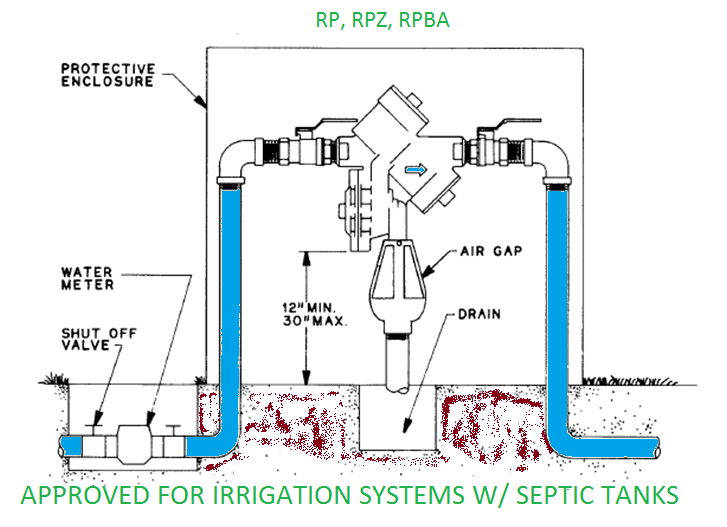 RP, RPZ, RPBA
PROTECTIVE
ENCLOSURE
AIR GAP
WATER
METER
12" MIN.
30" MAX.
DRAIN
SHUT OFF
VALVE
APPROVED FOR IRRIGATION SYSTEMS W/ SEPTIC TANKS